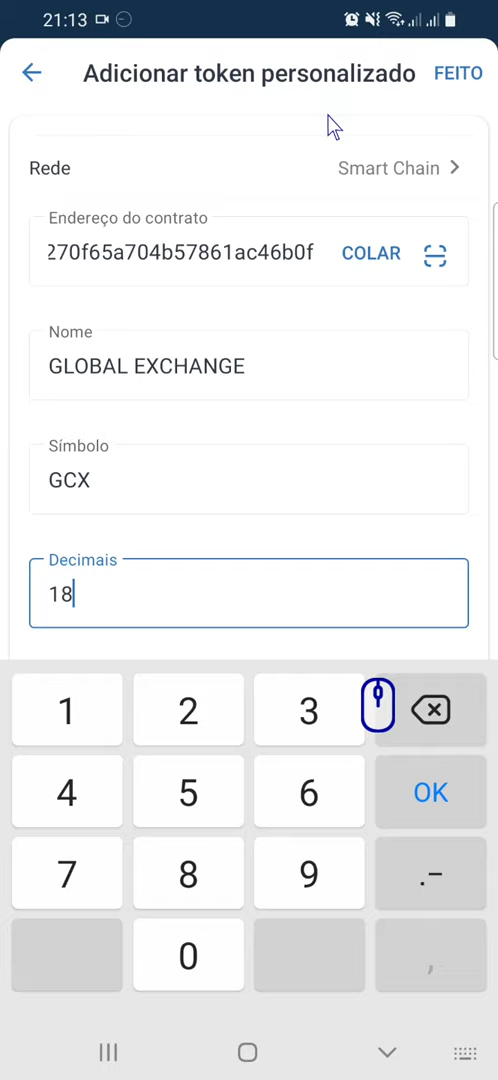 21:13
Adicionar token personalizado FEITO
Rede Smart Chain
Endereço do contrato
270f65a704b57861ac46b0f COLAR
Nome
GLOBAL EXCHANGE
Símbolo
GCX
Decimais
18
1 2 3
4 5 6 OK
7 8 9 .-
0 ,